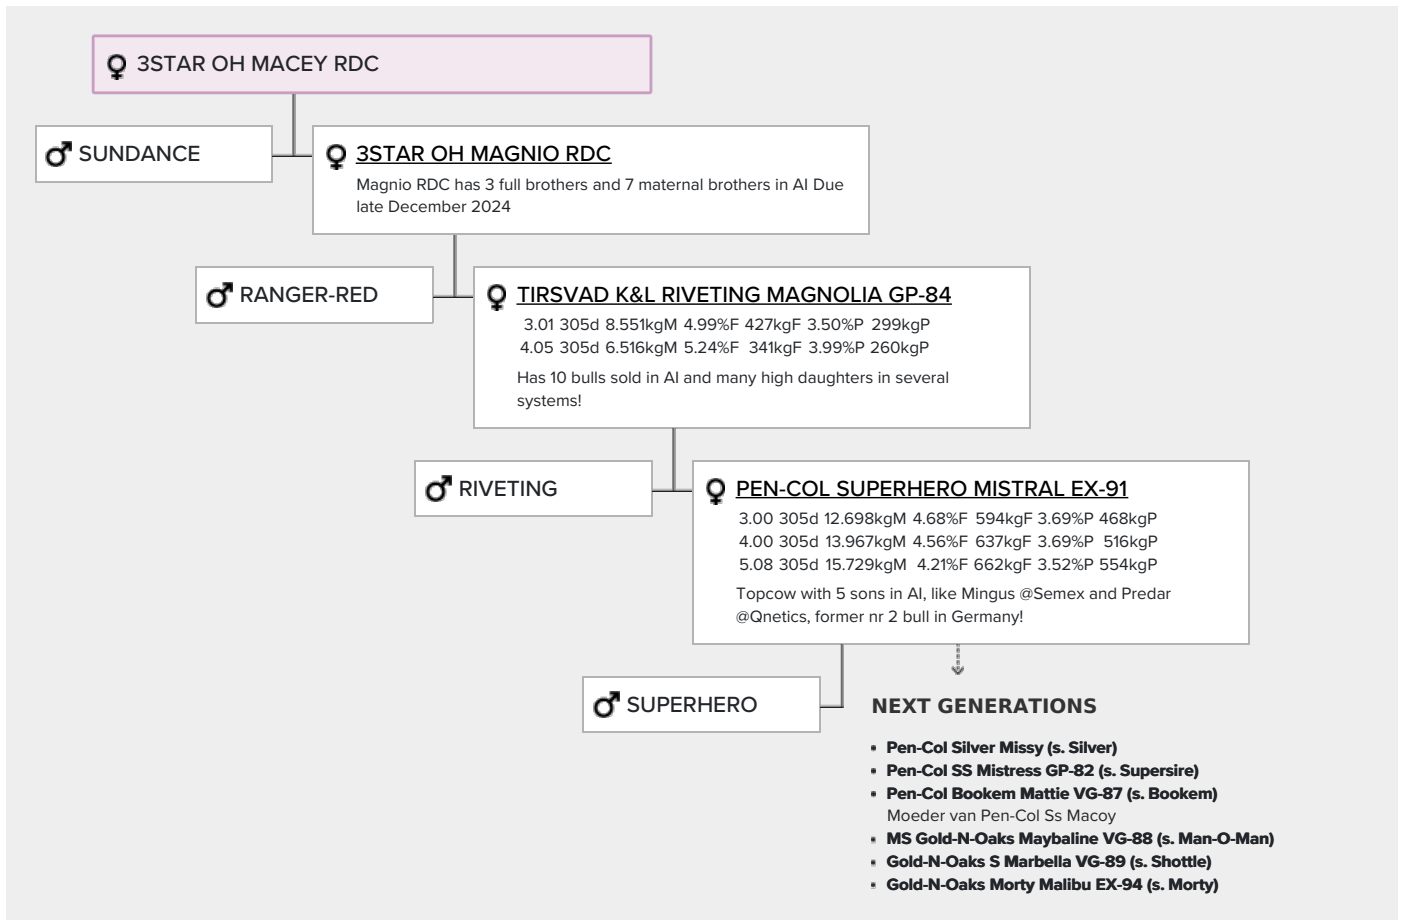 3STAR OH MACEY RDC
SUNDANCE
3STAR OH MAGNIO RDC
Magnio RDC has 3 full brothers and 7 maternal brothers in AI Due
late December 2024
RANGER-RED
TIRSVAD K&L RIVETING MAGNOLIA GP-84
3.01 305d 8.551kgM 4.99%F 427kgF 3.50%P 299kgP
4.05 305d 6.516kgM 5.24%F 341kgF 3.99%P 260kgP
Has 10 bulls sold in AI and many high daughters in several
systems!
RIVETING
PEN-COL SUPERHERO MISTRAL EX-91
3.00 305d 12.698kgM 4.68%F 594kgF 3.69%P 468kgP
4.00 305d 13.967kgM 4.56%F 637kgF 3.69%P 516kgP
5.08 305d 15.729kgM 4.21%F 662kgF 3.52%P 554kgP
Topcow with 5 sons in AI, like Mingus @Semex and Predar
@Qnetics, former nr 2 bull in Germany!
SUPERHERO
NEXT GENERATIONS
Pen-Col Silver Missy (s. Silver)
Pen-Col SS Mistress GP-82 (s. Supersire)
Pen-Col Bookem Mattie VG-87 (s. Bookem)
Moeder van Pen-Col Ss Macoy
MS Gold-N-Oaks Maybaline VG-88 (s. Man-O-Man)
Gold-N-Oaks S Marbella VG-89 (s. Shottle)
Gold-N-Oaks Morty Malibu EX-94 (s. Morty)